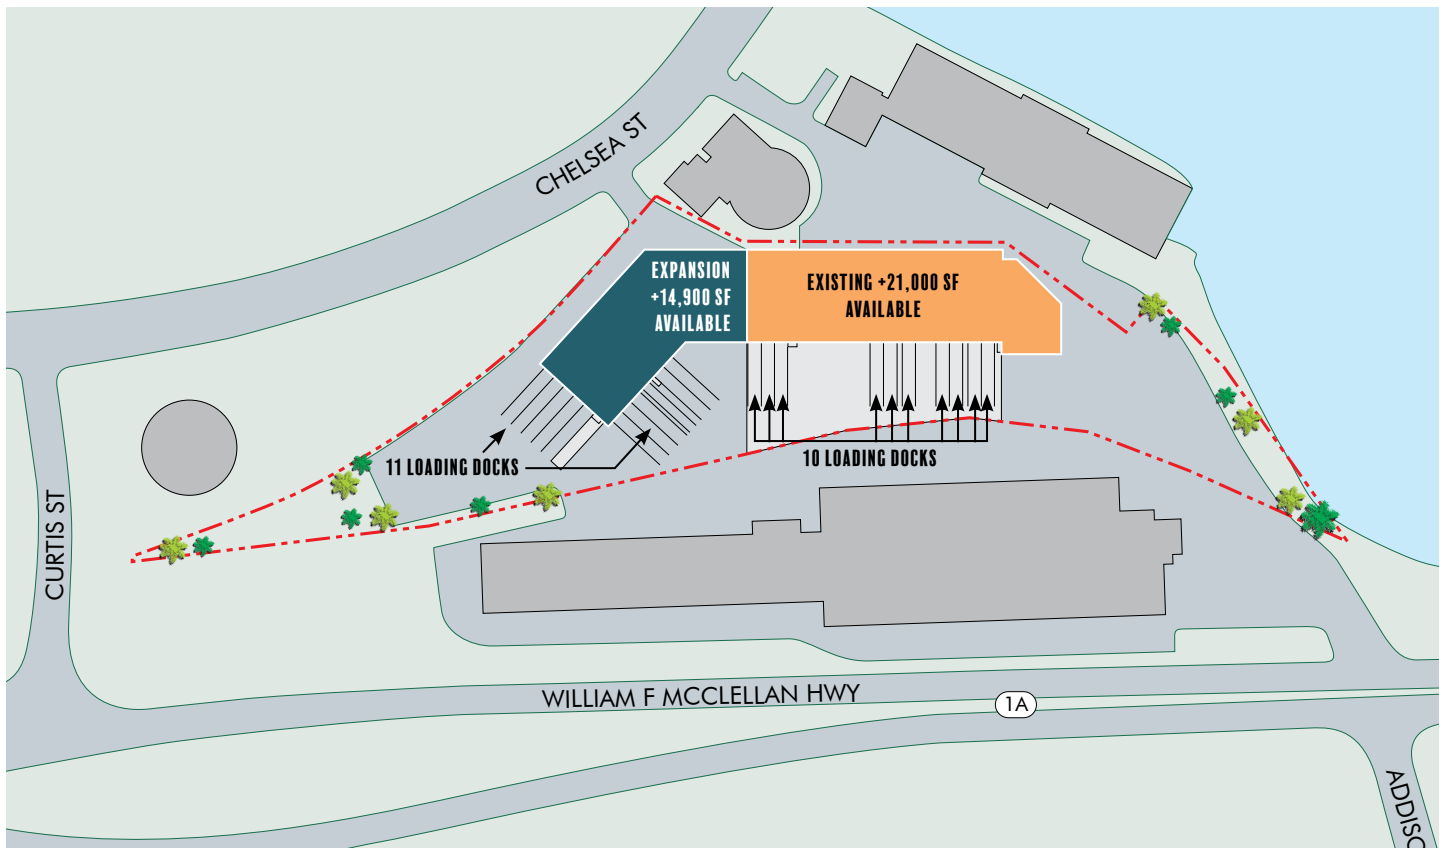 CHELSEA ST
EXPANSION
+14,900 SF
AVAILABLE
EXISTING +21,000 SF
AVAILABLE
11 LOADING DOCKS
10 LOADING DOCKS
CURTIS ST
WILLIAM F MCCLELLAN HWY
1A
ADDISO